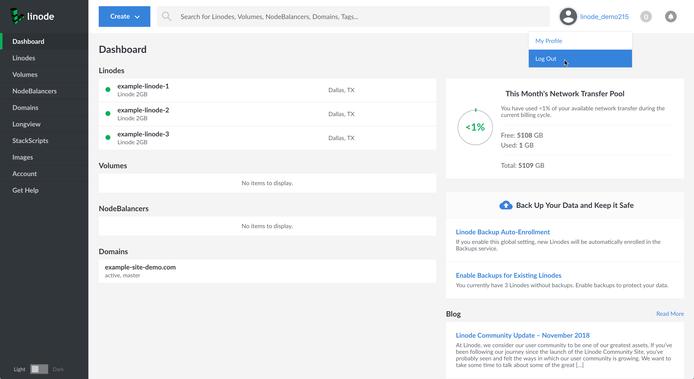 linode
Create
Search for Linodes, Volumes, NodeBalancers, Domains, Tags...
linode_demo215
0
My Profile
Log Out
Dashboard
Linodes
Volumes
NodeBalancers
Domains
Longview
StackScripts
Images
Account
Get Help
Light
Dark
Dashboard
Linodes
example-linode-1
Linode 2GB
Dallas, TX
example-linode-2
Linode 2GB
Dallas, TX
example-linode-3
Linode 2GB
Dallas, TX
Volumes
No items to display.
NodeBalancers
No items to display.
Domains
example-site-demo.com
active, master
This Month's Network Transfer Pool
<1%
You have used <1% of your available network transfer during the
current billing cycle.
Free: 5108 GB
Used: 1 GB
Total: 5109 GB
Back Up Your Data and Keep it Safe
Linode Backup Auto-Enrollment
If you enable this global setting, new Linodes will be automatically enrolled in the
Backups service.
Enable Backups for Existing Linodes
You currently have 3 Linodes without backups. Enable backups to protect your data.
Blog
Read More
Linode Community Update – November 2018
At Linode, we consider our user community to be one of our greatest assets. If you've
been following our journey since the launch of the Linode Community Site, you've
probably seen and felt the ways in which our user community is growing. We want to
take some time to talk about some of the great [...]